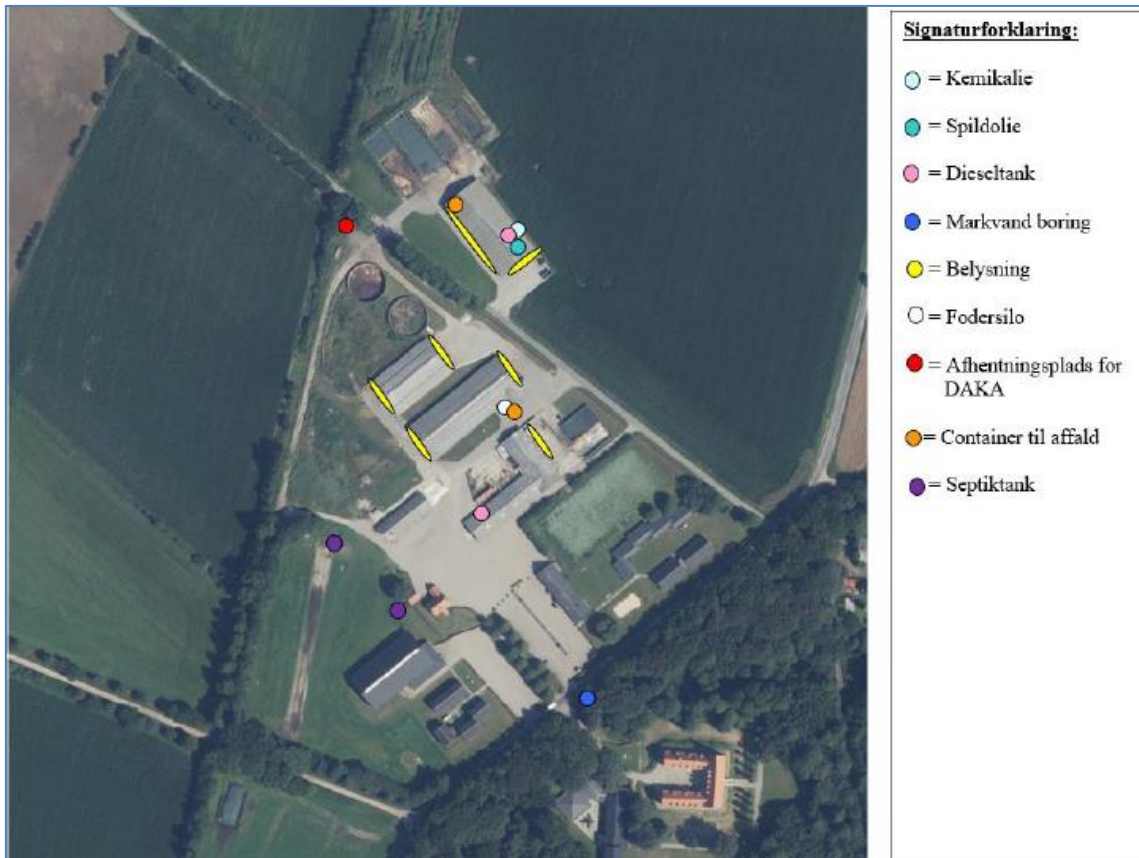 Signaturforklaring:
= Kemikalie
= Spildolie
= Dieseltank
= Markvand boring
= Belysning
= Fodersilo
= Afhentningsplads for
DAKA
= Container til affald
= Septiktank